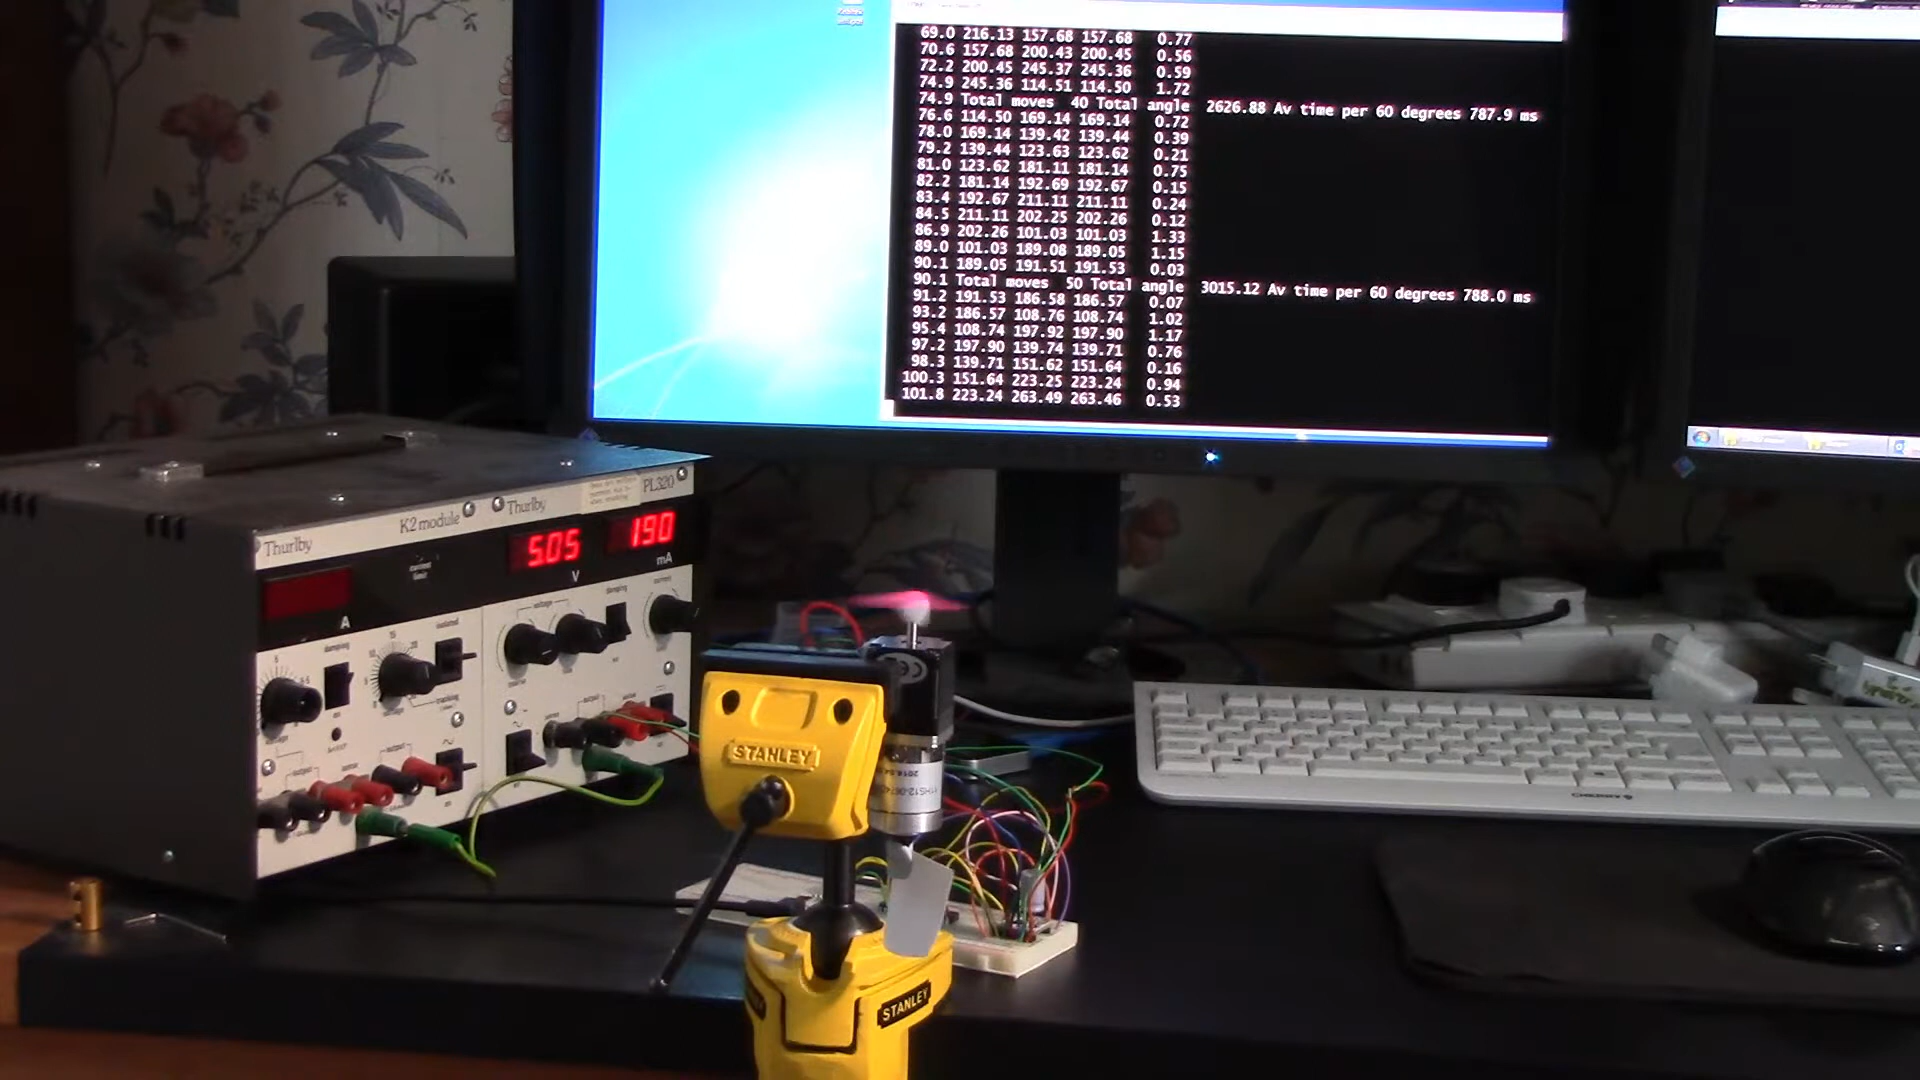 69.0 216.13 157.68 157.68 0.77
70.6 157.68 200.43 200.45 0.56
72.2 200.45 245.37 245.36 0.59
74.9 245.36 114.51 114.50 1.72
74.9 Total moves 40 Total angle 2626.88 Av time per 60 degrees 787.9 ms
76.6 114.50 169.14 169.14 0.72
78.0 169.14 139.42 139.44 0.39
79.2 139.44 123.63 123.62 0.21
81.0 123.62 181.11 181.14 0.75
82.2 181.14 192.69 192.67 0.15
83.4 192.67 211.11 211.11 0.24
84.5 211.11 202.25 202.26 0.12
86.9 202.26 101.03 101.03 1.33
89.0 101.03 189.08 189.05 1.15
90.1 189.05 191.51 191.53 0.03
90.1 Total moves 50 Total angle 3015.12 Av time per 60 degrees 788.0 ms
91.2 191.53 186.58 186.57 0.07
93.2 186.57 108.76 108.74 1.02
95.4 108.74 197.92 197.90 1.17
97.2 197.90 139.74 139.71 0.76
98.3 139.71 151.62 151.64 0.16
100.3 151.64 223.25 223.24 0.94
101.8 223.24 263.49 263.46 0.53
Thurlby K2 module Thurlby PL320
5.05 190
A V mA
current limit
damping
isolated
voltage
output
sense
CE
STANLEY
STANLEY
CHERRY